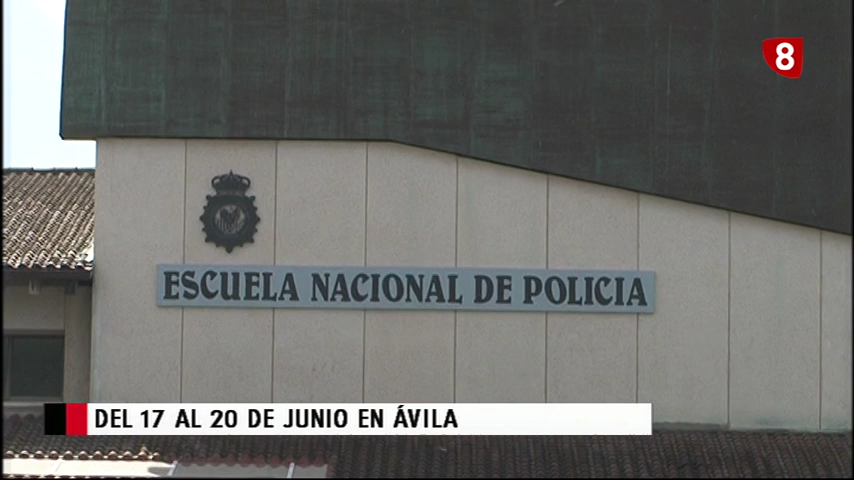 8
ESCUELA NACIONAL DE POLICIA
DEL 17 AL 20 DE JUNIO EN ÁVILA